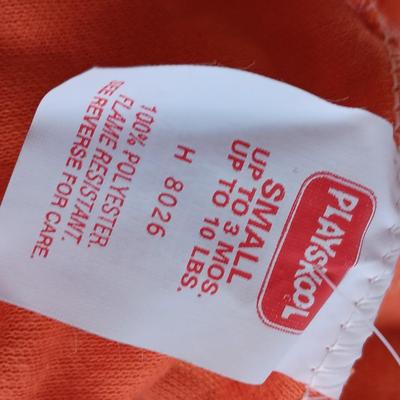 PLAYSKOOL
SMALL
UP TO 3 MOS.
UP TO 10 LBS.
H 8026
100% POLYESTER.
FLAME RESISTANT.
SEE REVERSE FOR CARE.